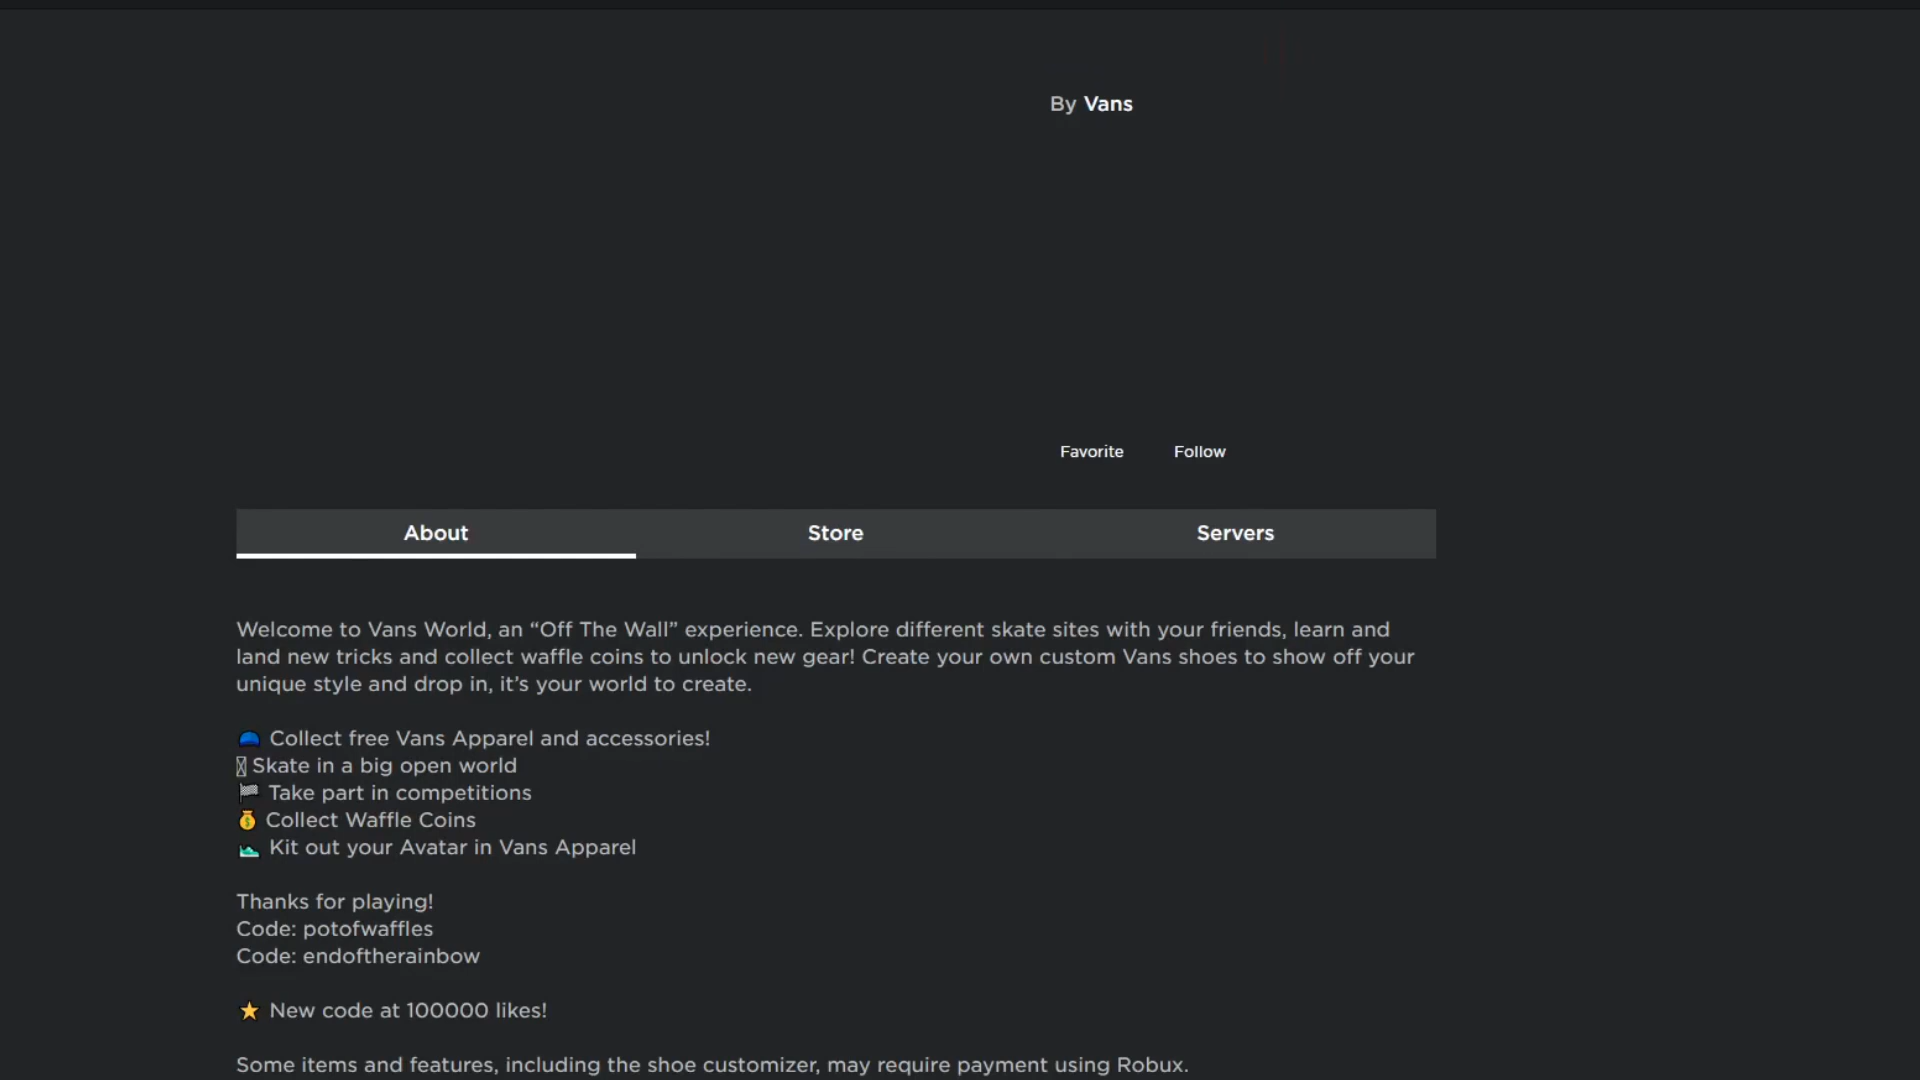 By Vans
Favorite
Follow
About
Store
Servers
Welcome to Vans World, an “Off The Wall” experience. Explore different skate sites with your friends, learn and
land new tricks and collect waffle coins to unlock new gear! Create your own custom Vans shoes to show off your
unique style and drop in, it’s your world to create.
🧢 Collect free Vans Apparel and accessories!
Skate in a big open world
🏁 Take part in competitions
💰 Collect Waffle Coins
👟 Kit out your Avatar in Vans Apparel
Thanks for playing!
Code: potofwaffles
Code: endoftherainbow
⭐ New code at 100000 likes!
Some items and features, including the shoe customizer, may require payment using Robux.